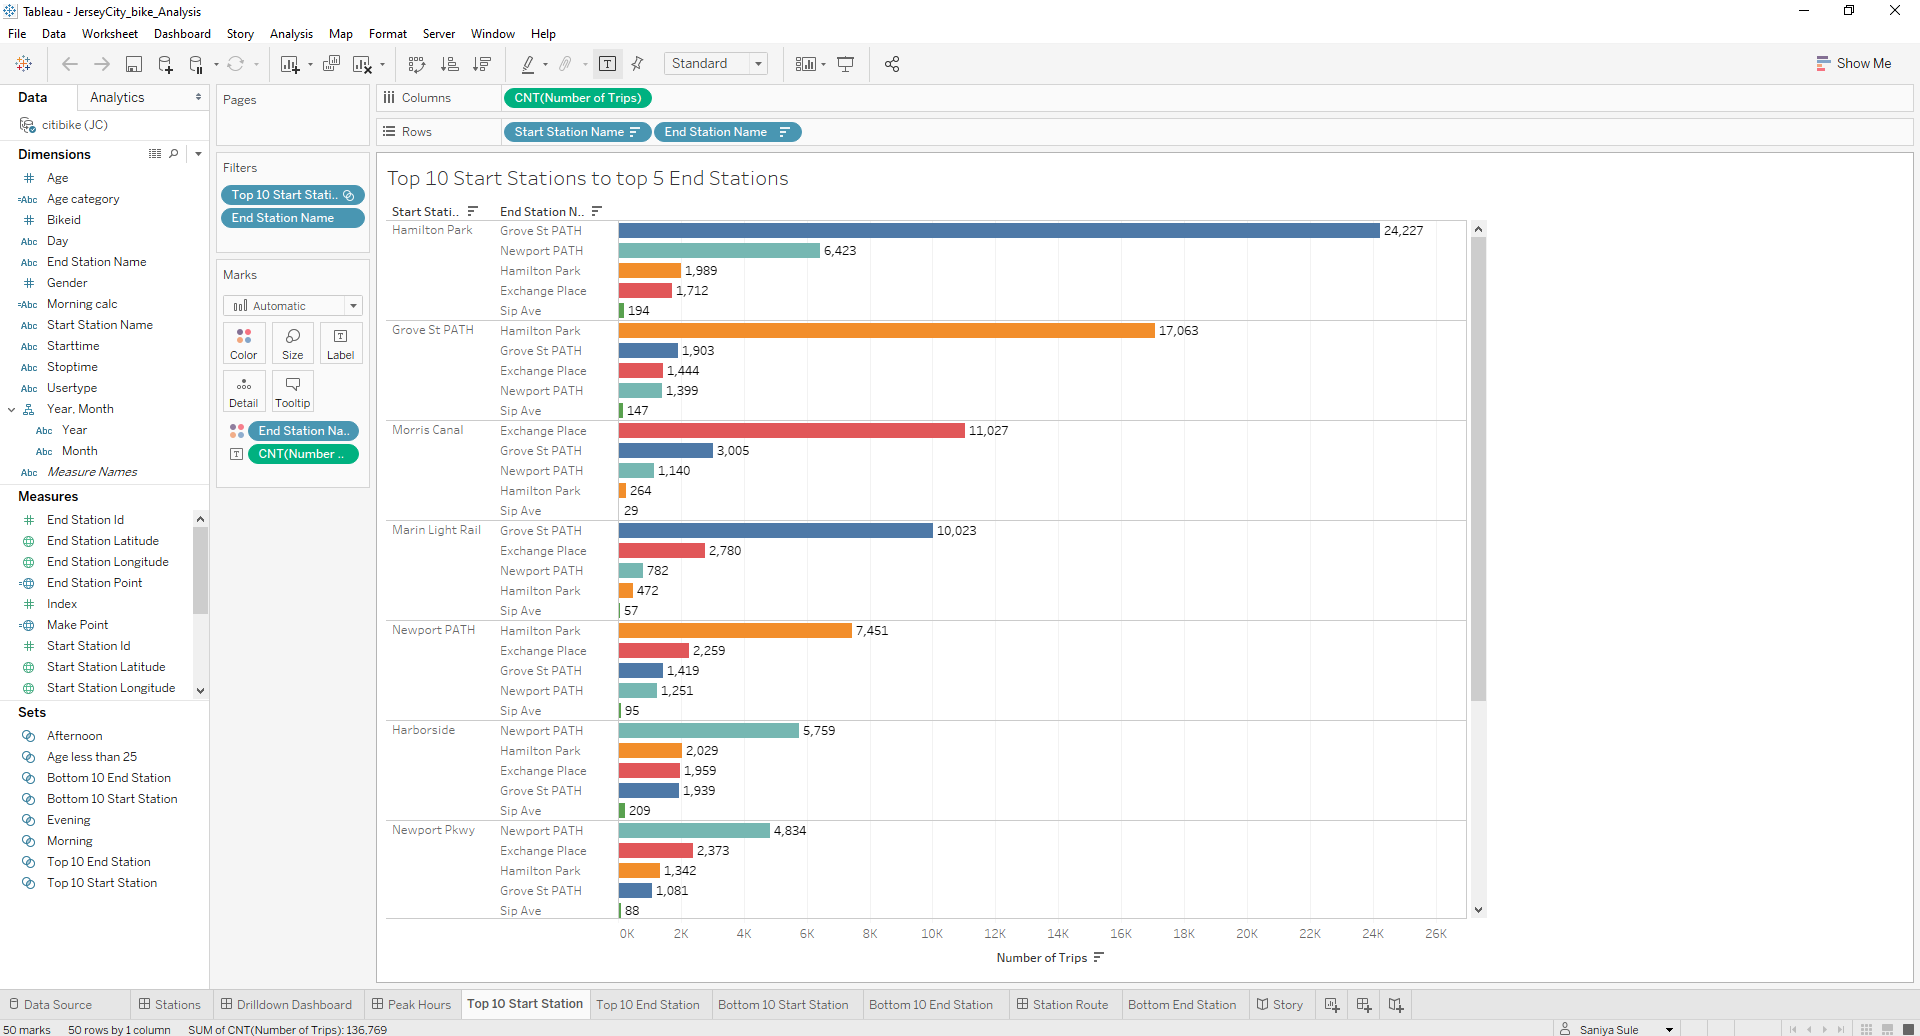 Tableau - JerseyCity_bike_Analysis
File Data Worksheet Dashboard Story Analysis Map Format Server Window Help
Standard
Show Me
Data Analytics
citibike (JC)
Dimensions
# Age
=Abc Age category
# Bikeid
Abc Day
Abc End Station Name
# Gender
=Abc Morning calc
Abc Start Station Name
Abc Starttime
Abc Stoptime
Abc Usertype
Year, Month
Abc Year
Abc Month
Abc Measure Names
Measures
# End Station Id
End Station Latitude
End Station Longitude
= End Station Point
# Index
= Make Point
# Start Station Id
Start Station Latitude
Start Station Longitude
Sets
Afternoon
Age less than 25
Bottom 10 End Station
Bottom 10 Start Station
Evening
Morning
Top 10 End Station
Top 10 Start Station
Pages
Filters
Top 10 Start Stati..
End Station Name
Marks
Automatic
Color Size T Label
Detail Tooltip
End Station Na..
T CNT(Number ..
Columns CNT(Number of Trips)
Rows Start Station Name End Station Name
Top 10 Start Stations to top 5 End Stations
Start Stati.. End Station N..
Hamilton Park Grove St PATH 24,227
Newport PATH 6,423
Hamilton Park 1,989
Exchange Place 1,712
Sip Ave 194
Grove St PATH Hamilton Park 17,063
Grove St PATH 1,903
Exchange Place 1,444
Newport PATH 1,399
Sip Ave 147
Morris Canal Exchange Place 11,027
Grove St PATH 3,005
Newport PATH 1,140
Hamilton Park 264
Sip Ave 29
Marin Light Rail Grove St PATH 10,023
Exchange Place 2,780
Newport PATH 782
Hamilton Park 472
Sip Ave 57
Newport PATH Hamilton Park 7,451
Exchange Place 2,259
Grove St PATH 1,419
Newport PATH 1,251
Sip Ave 95
Harborside Newport PATH 5,759
Hamilton Park 2,029
Exchange Place 1,959
Grove St PATH 1,939
Sip Ave 209
Newport Pkwy Newport PATH 4,834
Exchange Place 2,373
Hamilton Park 1,342
Grove St PATH 1,081
Sip Ave 88
0K 2K 4K 6K 8K 10K 12K 14K 16K 18K 20K 22K 24K 26K
Number of Trips
Data Source Stations Drilldown Dashboard Peak Hours Top 10 Start Station Top 10 End Station Bottom 10 Start Station Bottom 10 End Station Station Route Bottom End Station Story
50 marks 50 rows by 1 column SUM of CNT(Number of Trips): 136,769 Saniya Sule